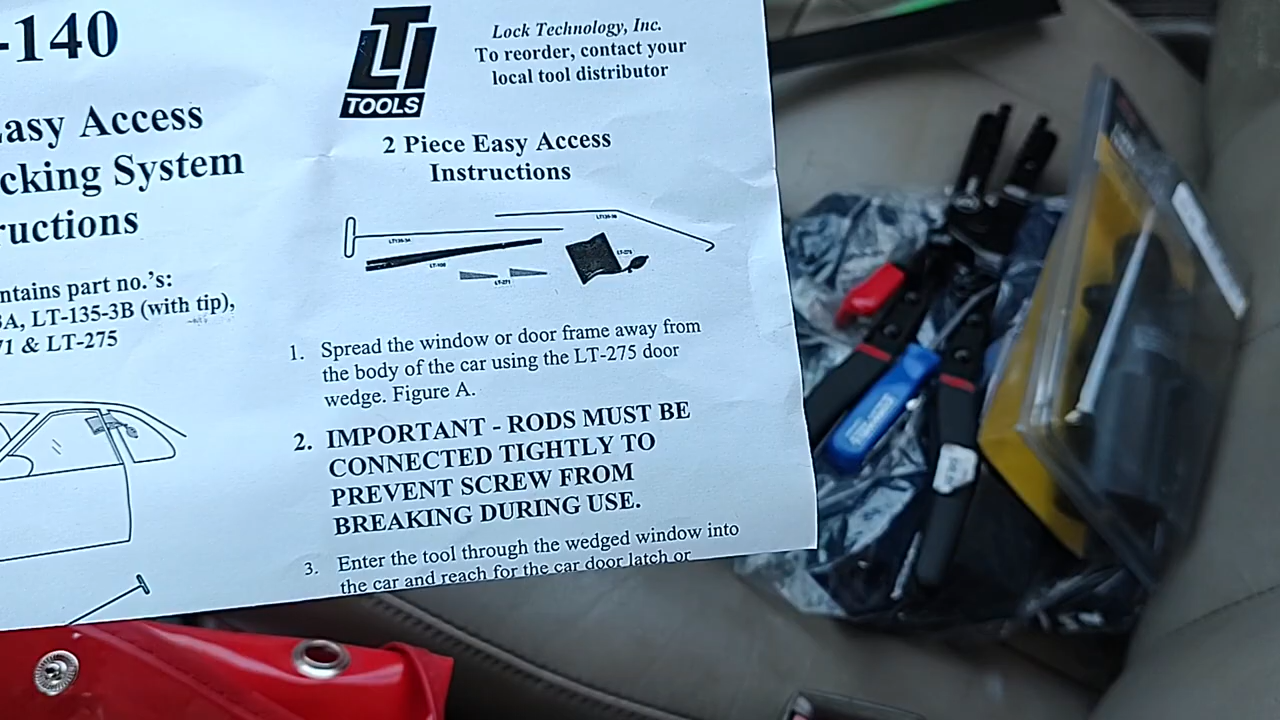 -140
asy Access
cking System
ructions
ntains part no.'s:
3A, LT-135-3B (with tip),
71 & LT-275
LTI
TOOLS
Lock Technology, Inc.
To reorder, contact your
local tool distributor
2 Piece Easy Access
Instructions
1. Spread the window or door frame away from
the body of the car using the LT-275 door
wedge. Figure A.
2. IMPORTANT - RODS MUST BE
CONNECTED TIGHTLY TO
PREVENT SCREW FROM
BREAKING DURING USE.
3. Enter the tool through the wedged window into
the car and reach for the car door latch or